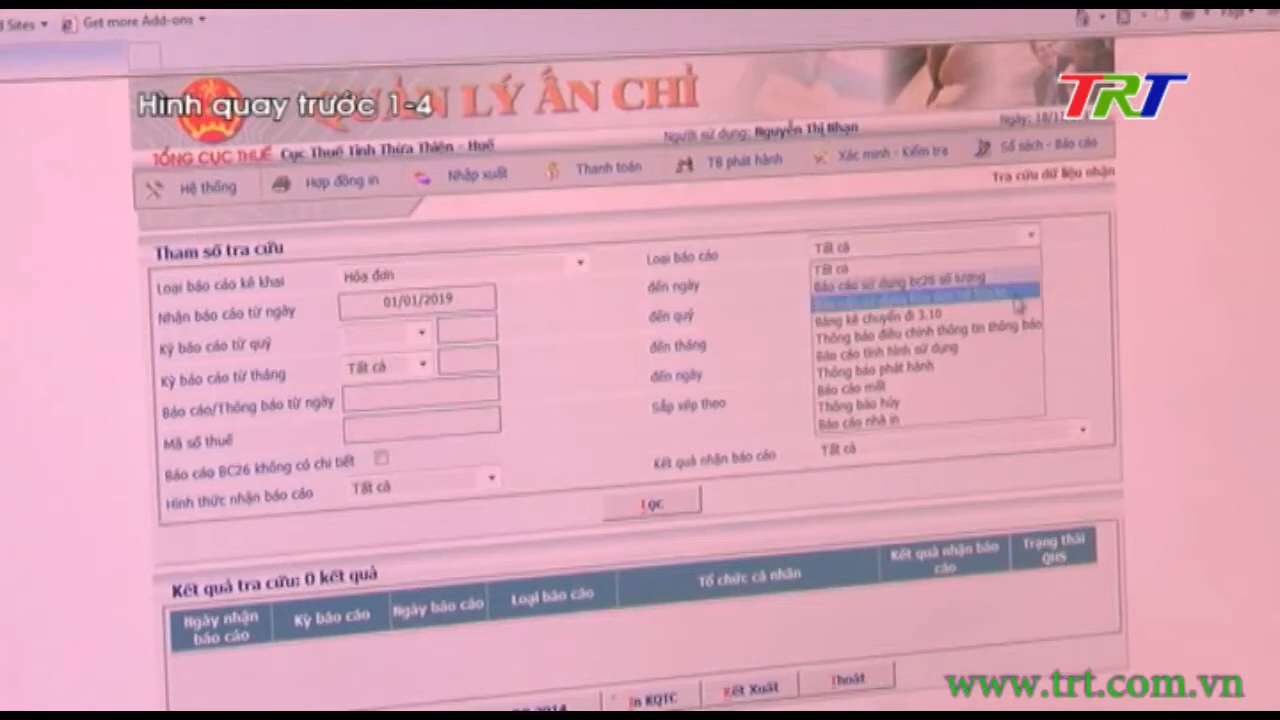 Sites Get more Add-ons
QUẢN LÝ ẤN CHỈ
Hình quay trước 1-4
TRT
TỔNG CỤC THUẾ Cục Thuế Tỉnh Thừa Thiên - Huế Người sử dụng: Nguyễn Thị Nhạn Ngày: 18/1
Hệ thống Hợp đồng in Nhập xuất Thanh toán TB phát hành Xác minh - Kiểm tra Sổ sách - Báo cáo
Tra cứu dữ liệu nhận
Tham số tra cứu
Loại báo cáo kê khai Hóa đơn Loại báo cáo Tất cả
Nhận báo cáo từ ngày 01/01/2019 đến ngày
Kỳ báo cáo từ quý đến quý
Kỳ báo cáo từ tháng Tất cả đến tháng
Báo cáo/Thông báo từ ngày đến ngày
Mã số thuế Sắp xếp theo
Tất cả
Báo cáo sử dụng bc26 số lượng
Bảng kê chuyển đi 3.10
Thông báo điều chỉnh thông tin thông báo
Báo cáo tình hình sử dụng
Thông báo phát hành
Báo cáo mất
Thông báo hủy
Báo cáo nhà in
Báo cáo BC26 không có chi tiết
Hình thức nhận báo cáo Tất cả Kết quả nhận báo cáo Tất cả
Lọc
Kết quả tra cứu: 0 kết quả
Ngày nhận báo cáo Kỳ báo cáo Ngày báo cáo Loại báo cáo Tổ chức cá nhân Kết quả nhận báo cáo Trạng thái QHS
In KQTC Kết Xuất Thoát
www.trt.com.vn